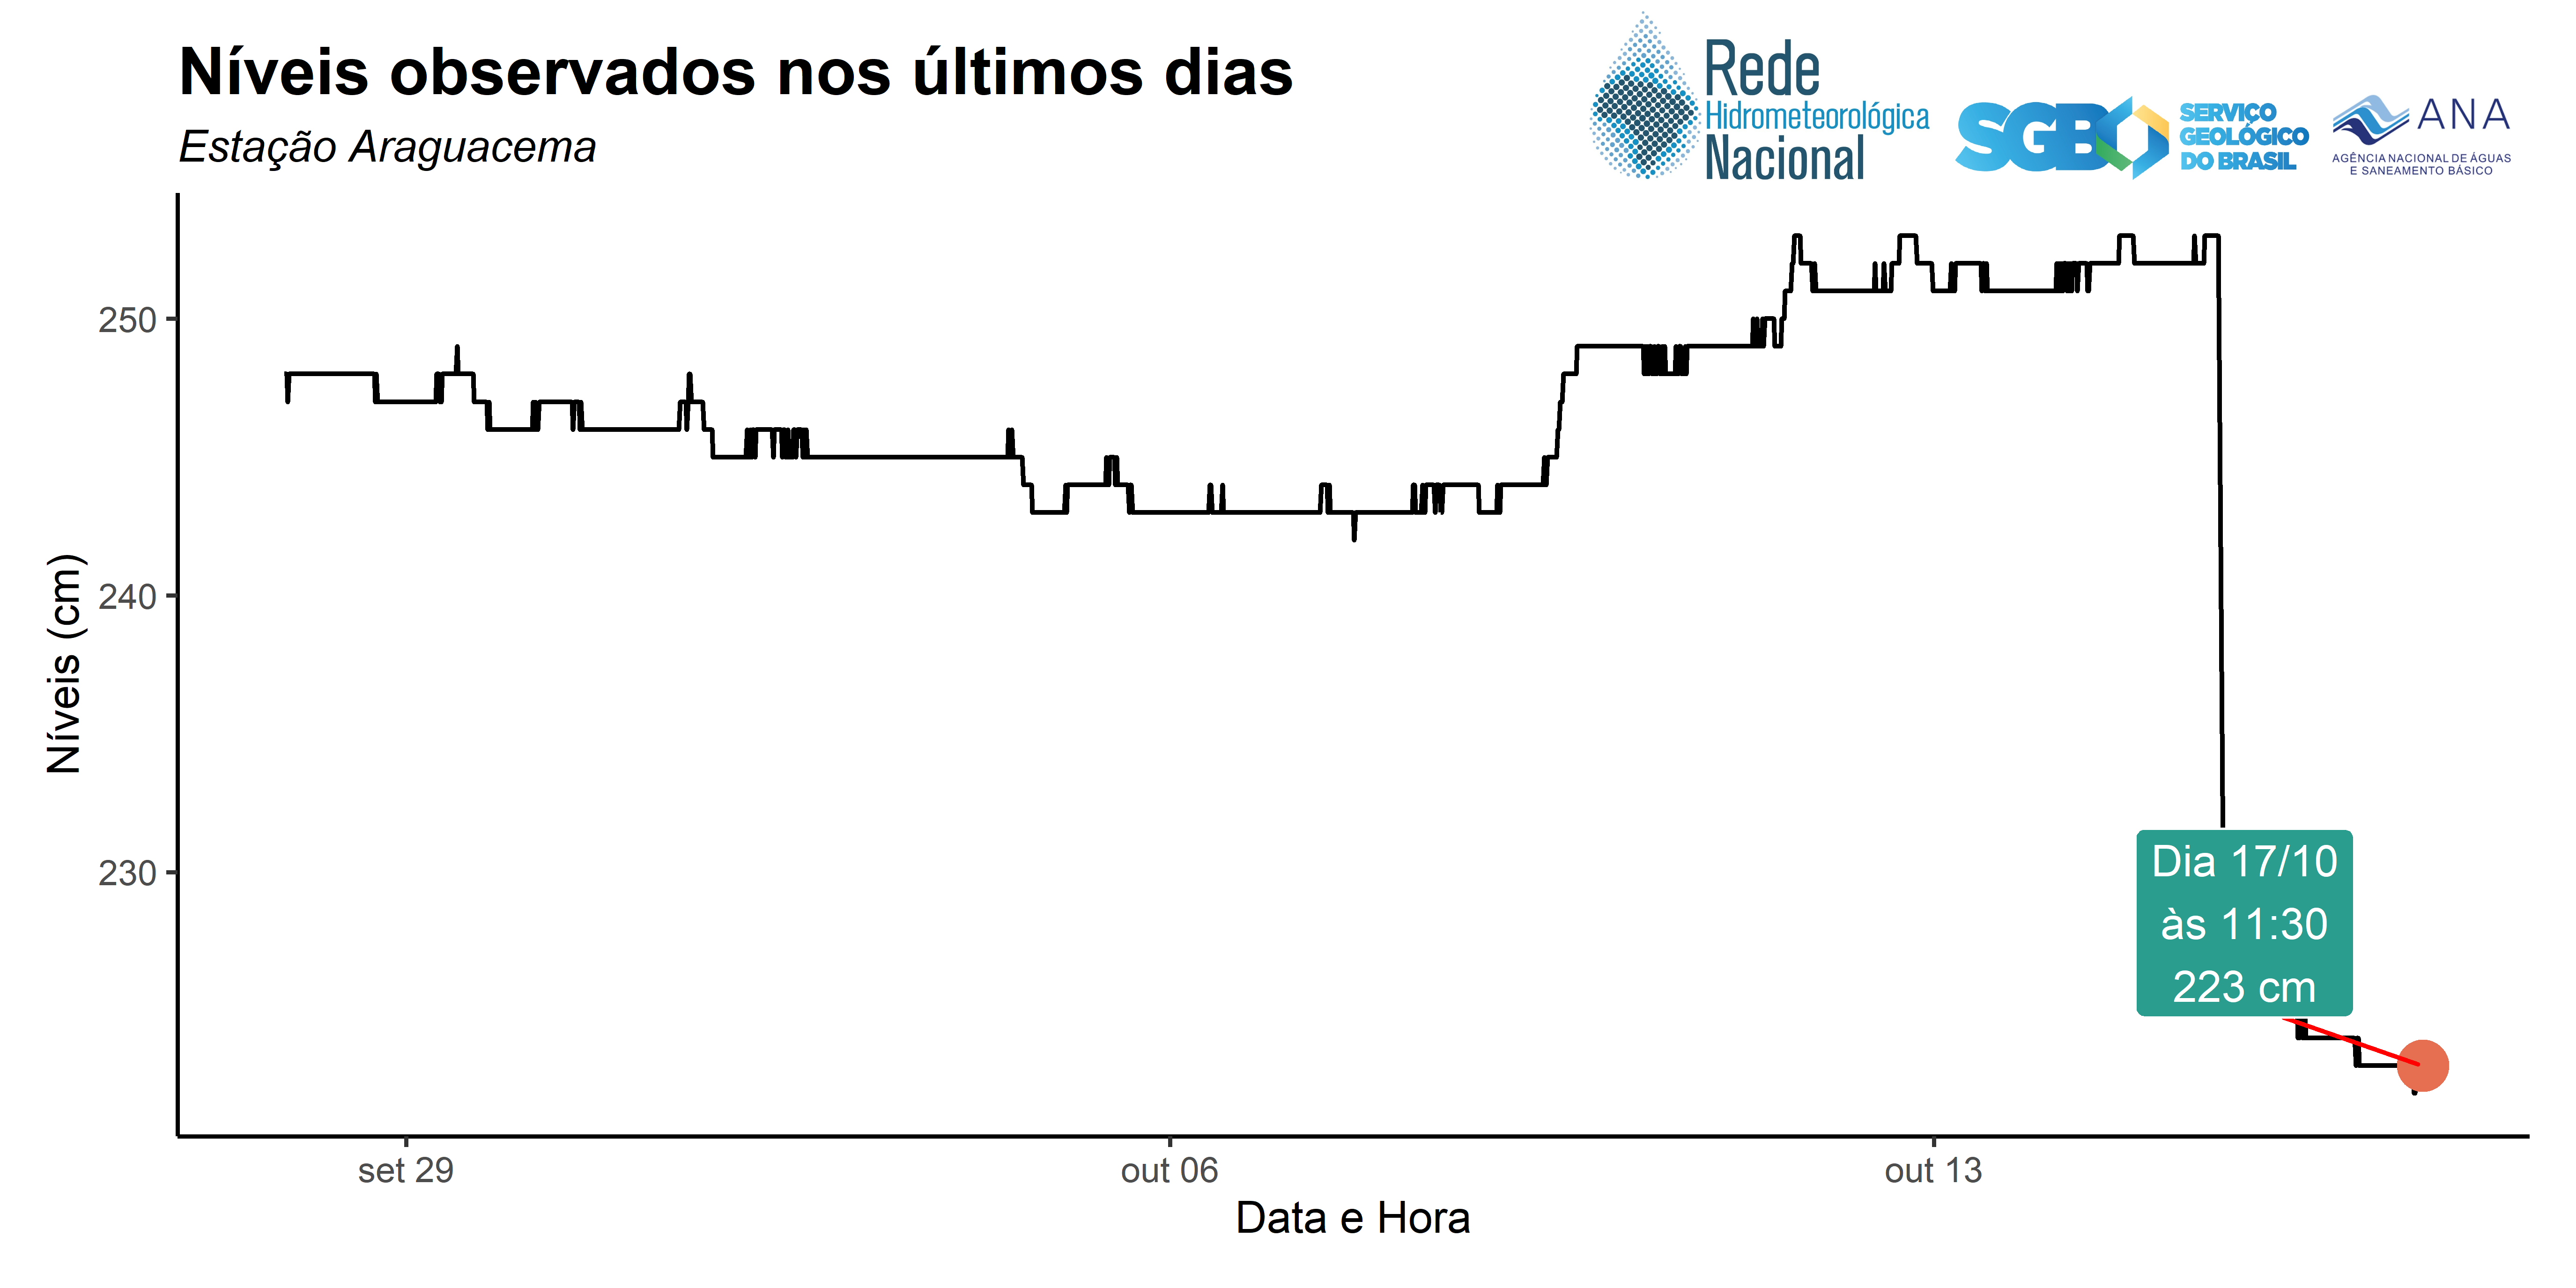 Níveis observados nos últimos dias
Estação Araguacema
Rede
Hidrometeorológica
Nacional
SGB
SERVIÇO
GEOLÓGICO
DO BRASIL
ANA
AGÊNCIA NACIONAL DE ÁGUAS
E SANEAMENTO BÁSICO
Níveis (cm)
250
240
230
Dia 17/10
às 11:30
223 cm
set 29
out 06
out 13
Data e Hora